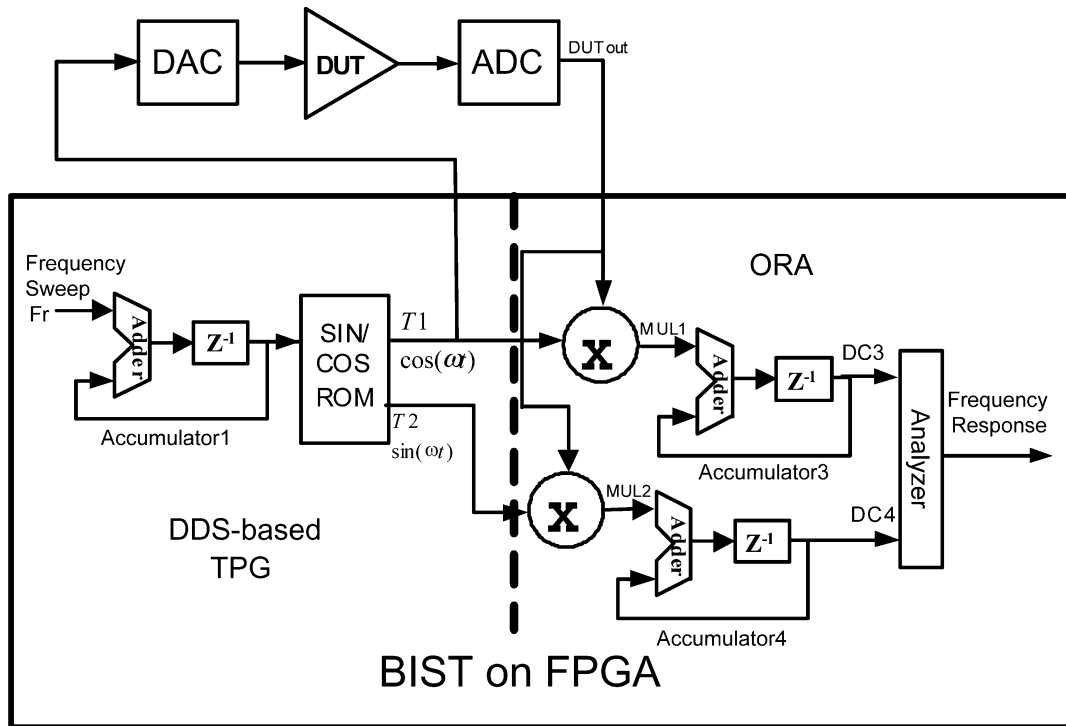 DAC
DUT
ADC
DUTout
Frequency
Sweep
Fr
Adder
Z⁻¹
Accumulator1
SIN/
COS
ROM
T1
cos(ωt)
T2
sin(ωt)
DDS-based
TPG
ORA
X
MUL1
Adder
Z⁻¹
DC3
Accumulator3
X
MUL2
Adder
Z⁻¹
DC4
Accumulator4
Analyzer
Frequency
Response
BIST on FPGA